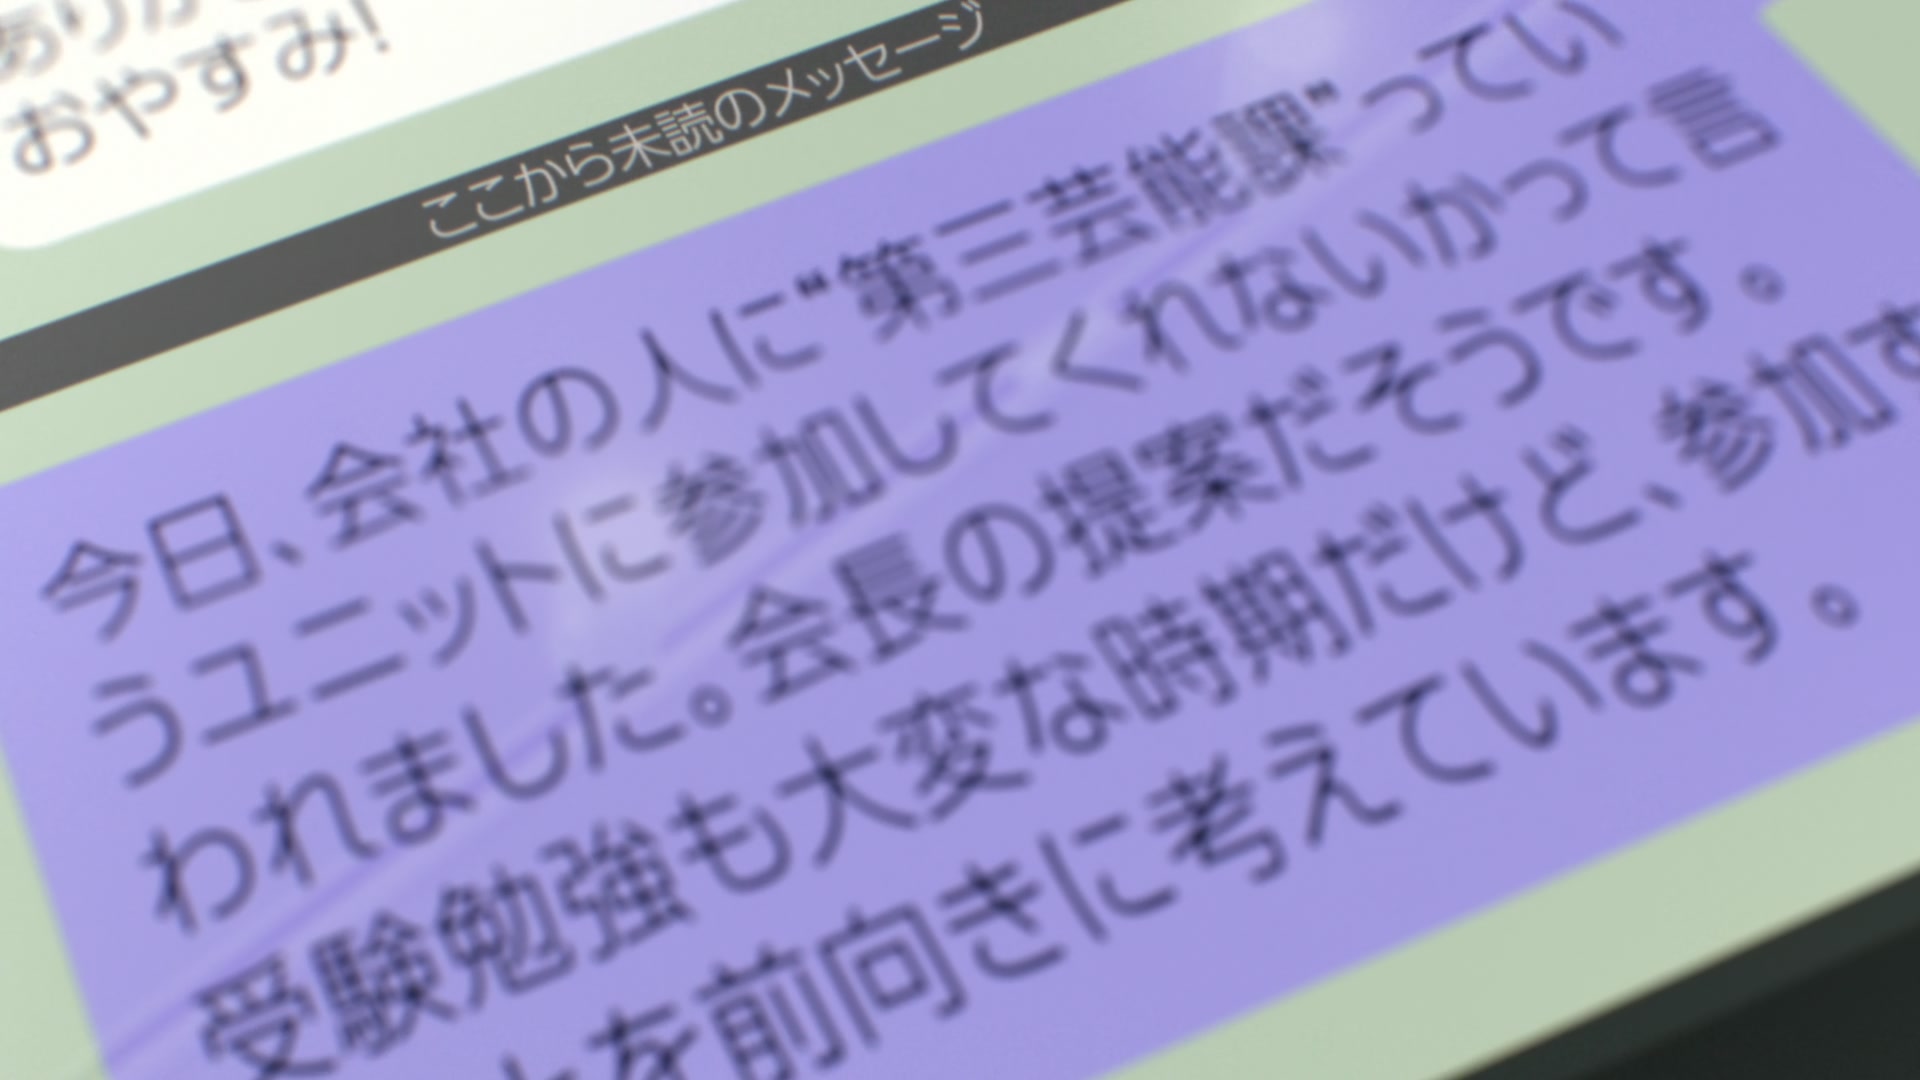 ありが
おやすみ!
ここから未読のメッセージ
今日、会社の人に“第三芸能課”ってい
うユニットに参加してくれないかって言
われました。会長の提案だそうです。
受験勉強も大変な時期だけど、参加す
とを前向きに考えています。